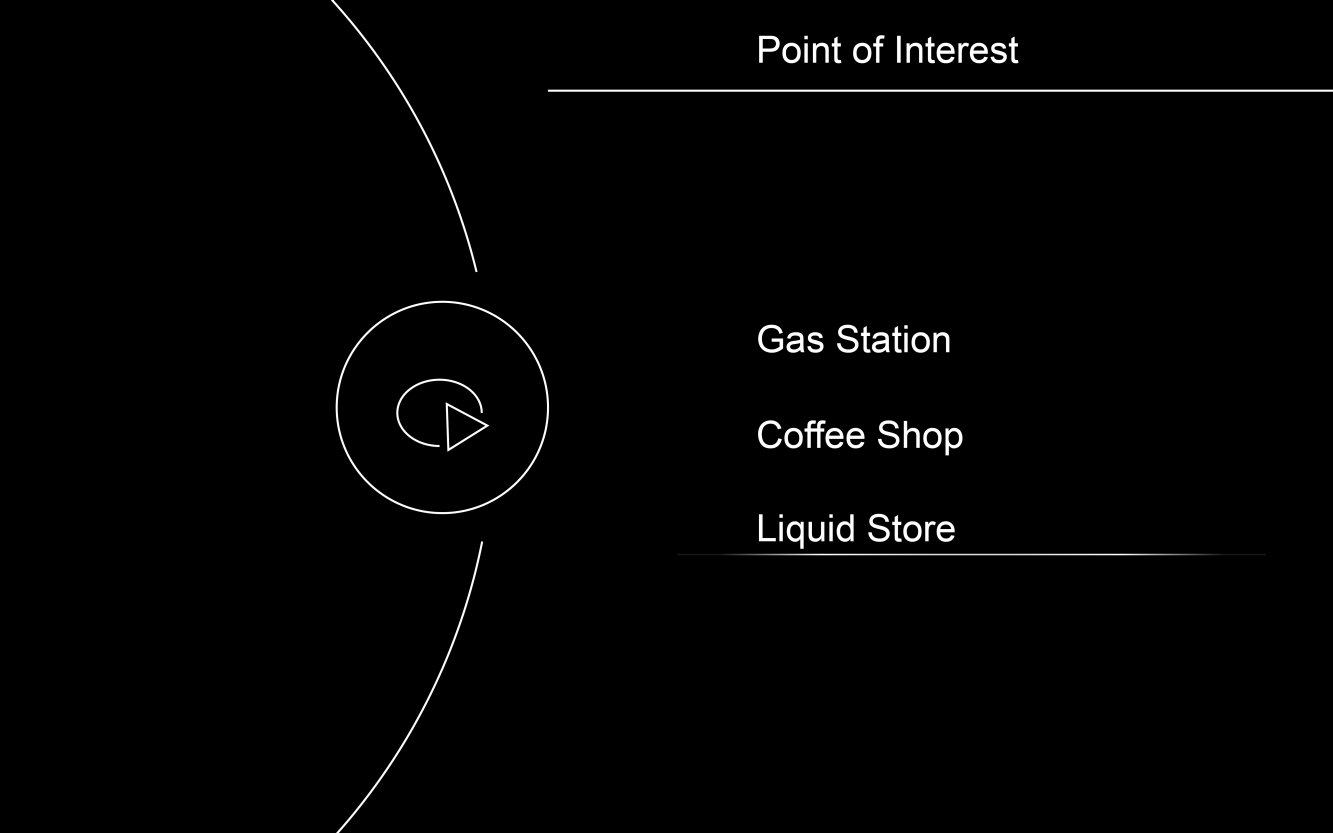 Point of Interest
Gas Station
Coffee Shop
Liquid Store